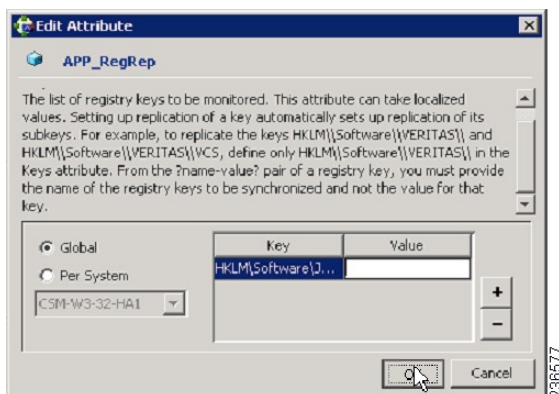 Edit Attribute
APP_RegRep
The list of registry keys to be monitored. This attribute can take localized
values. Setting up replication of a key automatically sets up replication of its
subkeys. For example, to replicate the keys HKLM\\Software\\VERITAS\\ and
HKLM\\Software\\VERITAS\\VCS, define only HKLM\\Software\\VERITAS\\ in the
Keys attribute. From the ?name-value? pair of a registry key, you must provide
the name of the registry keys to be synchronized and not the value for that
key.
Global
Per System
CSM-W3-32-HA1
Key Value
HKLM\Software\J...
+
−
OK Cancel
236577